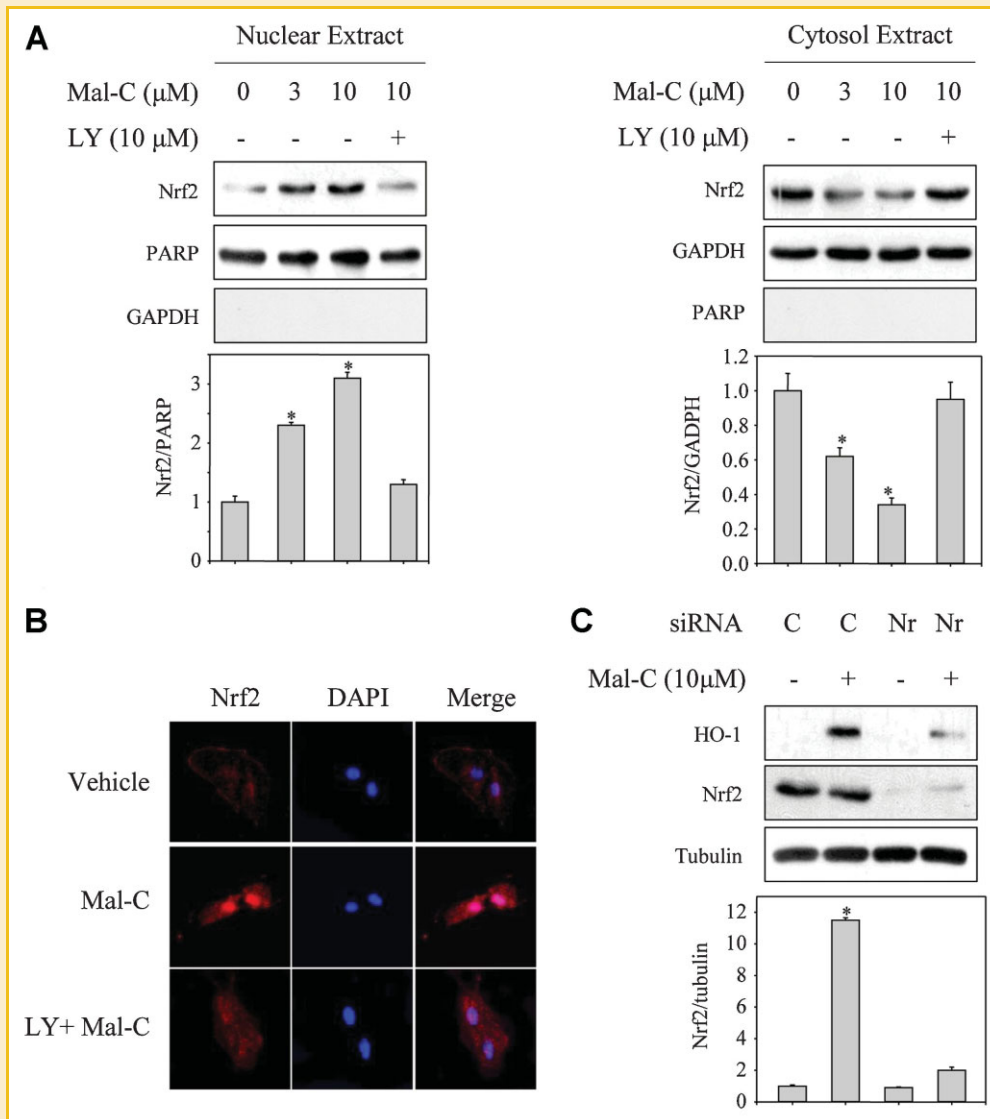 A
Nuclear Extract
Mal-C (μM) 0 3 10 10
LY (10 μM) - - - +
Nrf2
PARP
GAPDH
Nrf2/PARP
3
2
1
0
*
*
Cytosol Extract
Mal-C (μM) 0 3 10 10
LY (10 μM) - - - +
Nrf2
GAPDH
PARP
Nrf2/GADPH
1.2
1.0
0.8
0.6
0.4
0.2
0.0
*
*
B
Nrf2 DAPI Merge
Vehicle
Mal-C
LY+ Mal-C
C
siRNA C C Nr Nr
Mal-C (10μM) - + - +
HO-1
Nrf2
Tubulin
Nrf2/tubulin
12
10
8
6
4
2
0
*